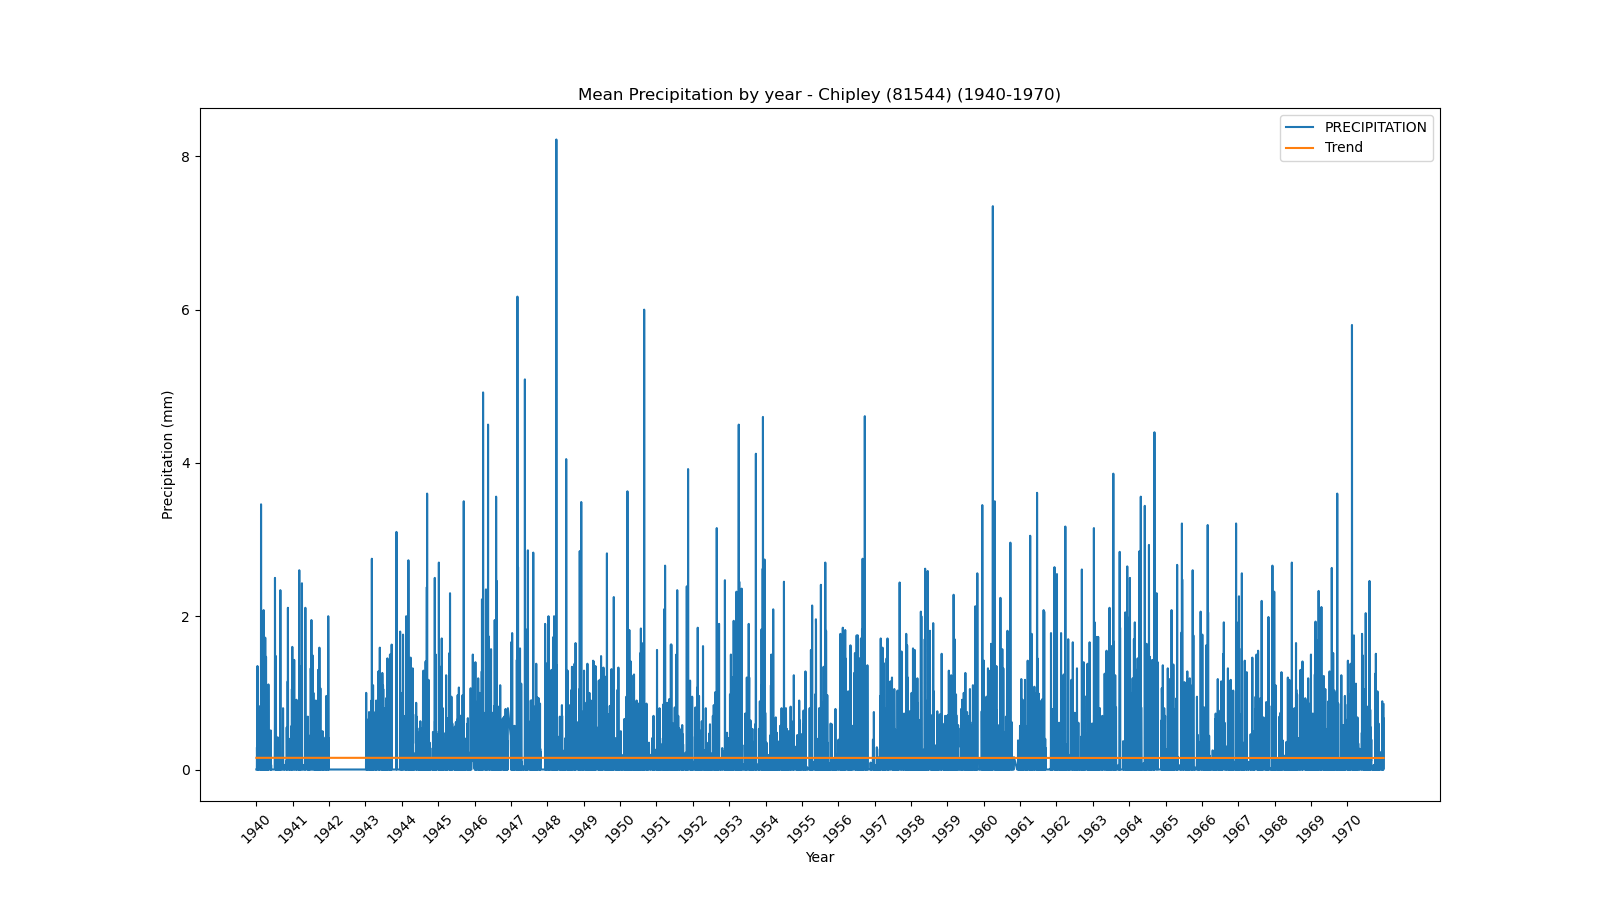 Mean Precipitation by year - Chipley (81544) (1940-1970)
PRECIPITATION
Trend
8
6
4
2
0
Precipitation (mm)
1940 1941 1942 1943 1944 1945 1946 1947 1948 1949 1950 1951 1952 1953 1954 1955 1956 1957 1958 1959 1960 1961 1962 1963 1964 1965 1966 1967 1968 1969 1970
Year